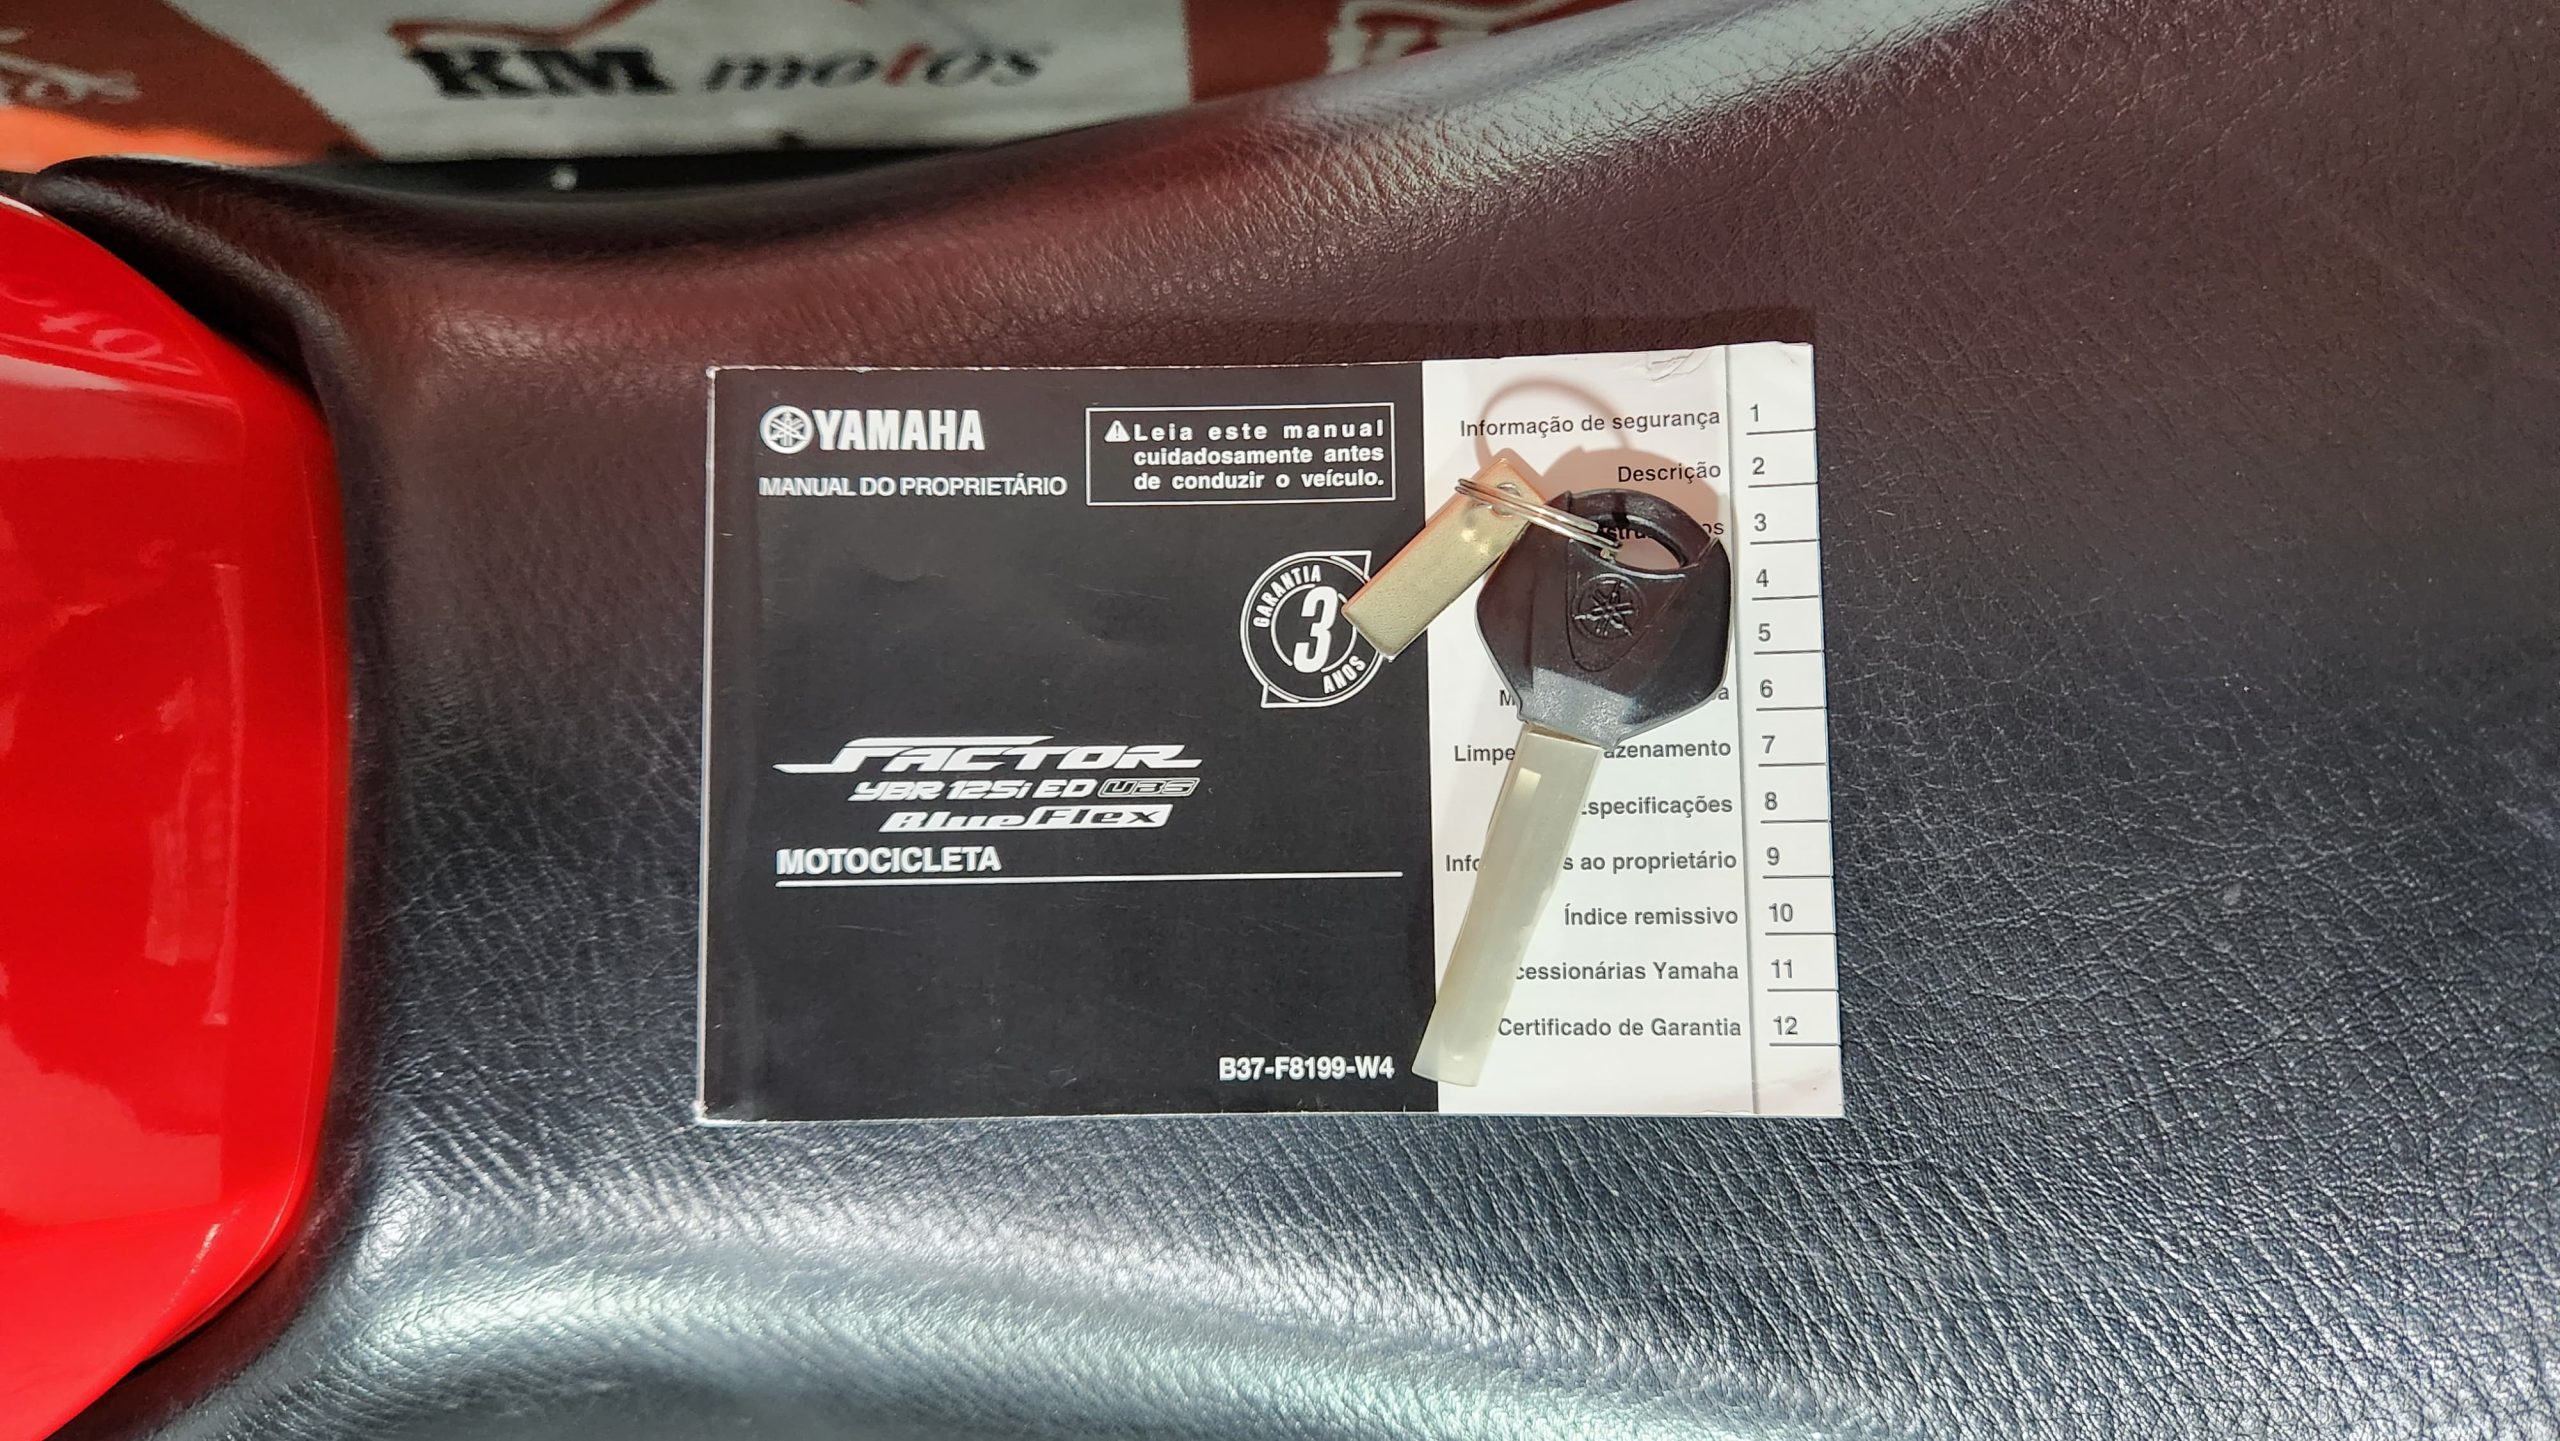 RM motos
YAMAHA
MANUAL DO PROPRIETÁRIO
Leia este manual
cuidadosamente antes
de conduzir o veículo.
GARANTIA
3
ANOS
FACTOR
YBR 125i ED UBS
BlueFlex
MOTOCICLETA
B37-F8199-W4
Informação de segurança 1
Descrição 2
3
4
5
6
7
8
ao proprietário 9
Índice remissivo 10
Yamaha 11
Certificado de Garantia 12